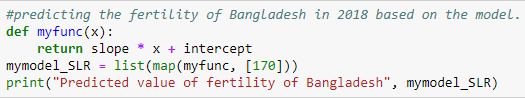 #predicting the fertility of Bangladesh in 2018 based on the model.
def myfunc(x):
    return slope * x + intercept
mymodel_SLR = list(map(myfunc, [170]))
print("Predicted value of fertility of Bangladesh", mymodel_SLR)